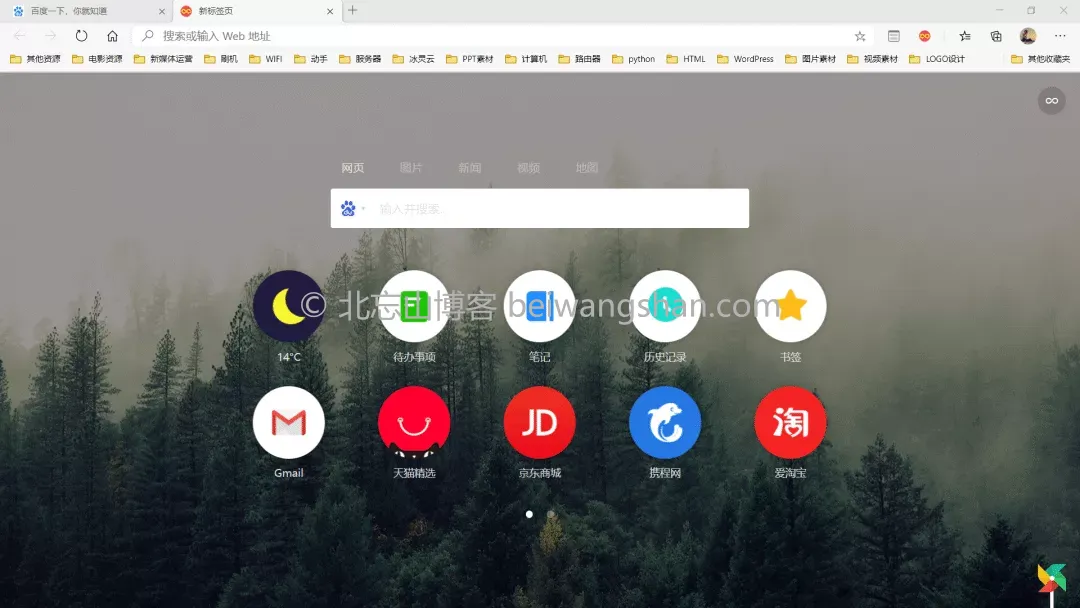 百度一下，你就知道
新标签页
搜索或输入 Web 地址
其他资源 电影资源 新媒体运营 刷机 WIFI 动手 服务器 冰灵云 PPT素材 计算机 路由器 python HTML WordPress 图片素材 视频素材 LOGO设计 其他收藏夹
网页 图片 新闻 视频 地图
输入并搜索..
© 北忘山博客 beiwangshan.com
14°C 待办事项 笔记 历史记录 书签
JD
淘
Gmail 天猫精选 京东商城 携程网 爱淘宝